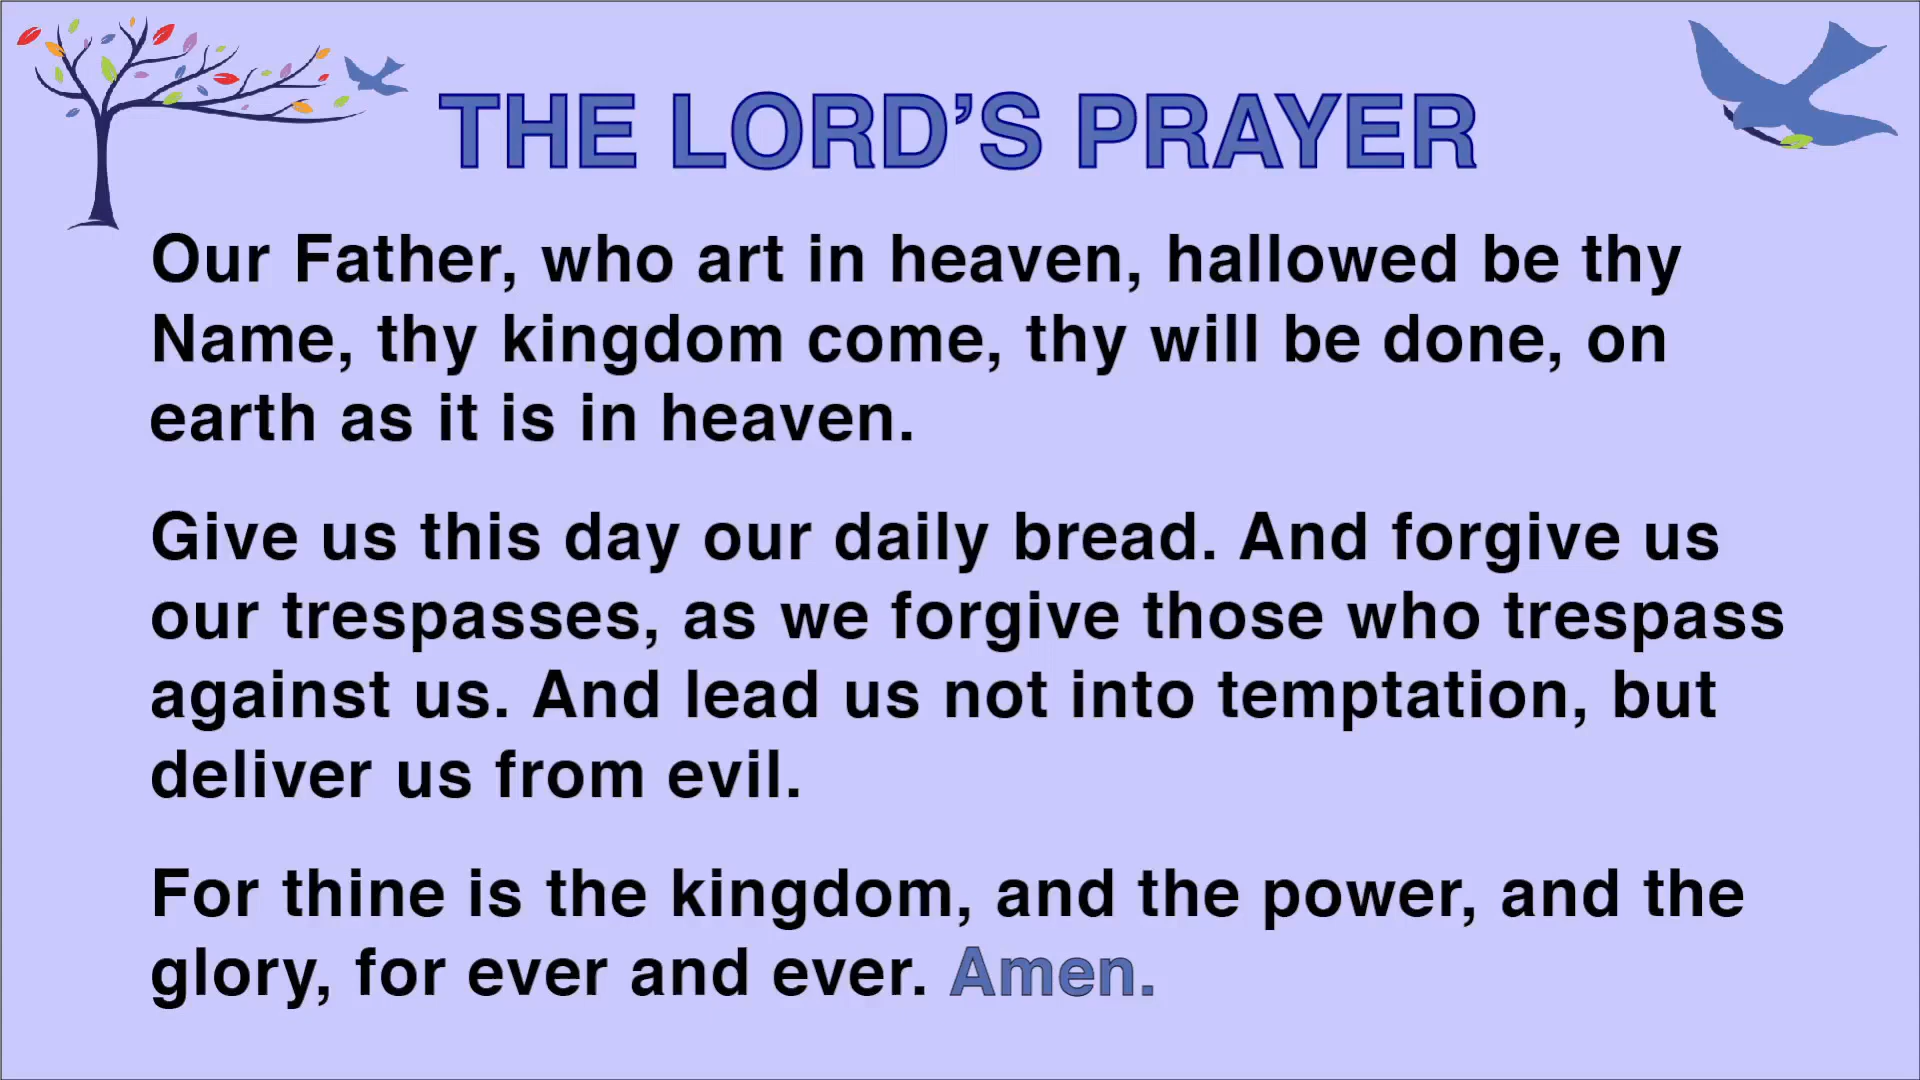 THE LORD’S PRAYER
Our Father, who art in heaven, hallowed be thy
Name, thy kingdom come, thy will be done, on
earth as it is in heaven.
Give us this day our daily bread. And forgive us
our trespasses, as we forgive those who trespass
against us. And lead us not into temptation, but
deliver us from evil.
For thine is the kingdom, and the power, and the
glory, for ever and ever. Amen.